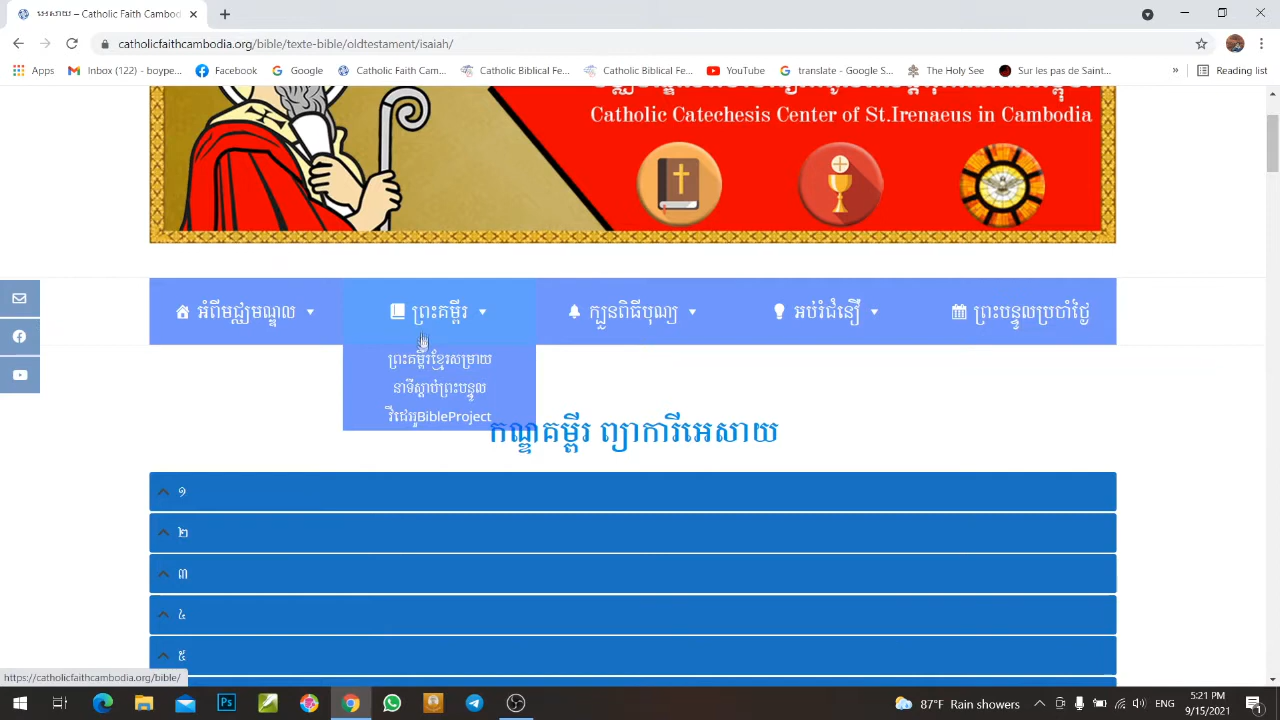 អេសាយ - 
catholicfaithcambodia.org/bible/texte-bible/oldtestament/isaiah/
Apps
Inbox (122) - boype...
Facebook
Google
Catholic Faith Cam...
Catholic Biblical Fe...
Catholic Biblical Fe...
YouTube
translate - Google S...
The Holy See
Sur les pas de Saint...
»
Reading list
Catholic Catechesis Center of St.Irenaeus in Cambodia
អំពីមជ្ឈមណ្ឌល
ព្រះគម្ពីរ
ក្បួនពិធីបុណ្យ
អប់រំជំនឿ
ព្រះបន្ទូលប្រចាំថ្ងៃ
ព្រះគម្ពីរខ្មែរសម្រាយ
នាទីស្ដាប់ព្រះបន្ទូល
វីដេអូBibleProject
កណ្ឌគម្ពីរ ព្យាការីអេសាយ
១
២
៣
៤
៥
https://catholicfaithcambodia.org/bible/
87°F Rain showers
5:21 PM
9/15/2021